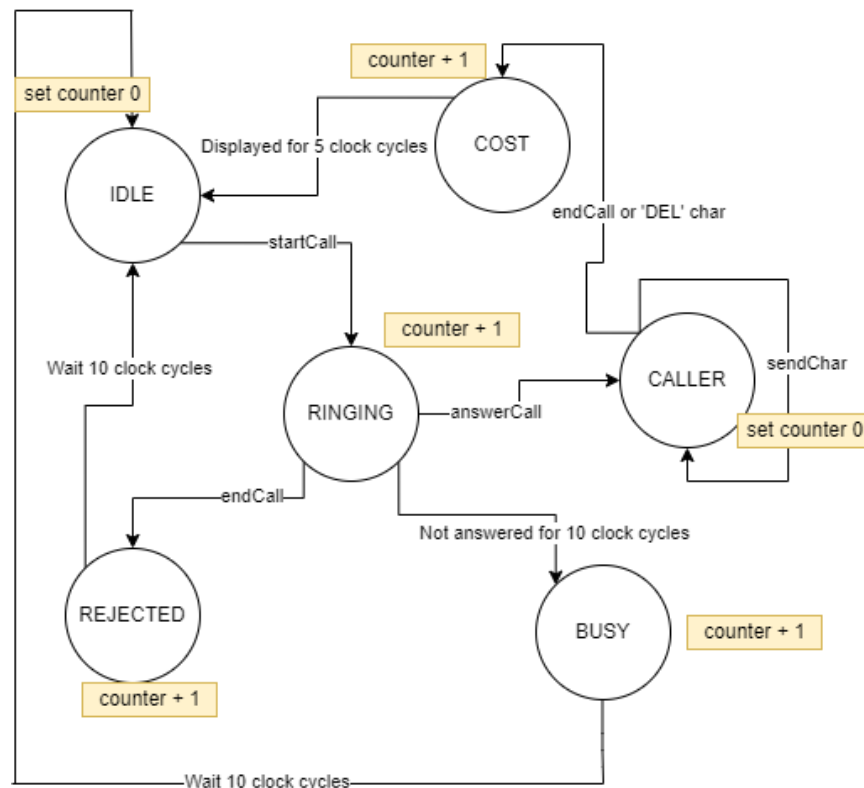 counter + 1
set counter 0
Displayed for 5 clock cycles
COST
IDLE
endCall or 'DEL' char
startCall
counter + 1
Wait 10 clock cycles
sendChar
CALLER
RINGING
answerCall
set counter 0
endCall
Not answered for 10 clock cycles
REJECTED
BUSY
counter + 1
counter + 1
Wait 10 clock cycles